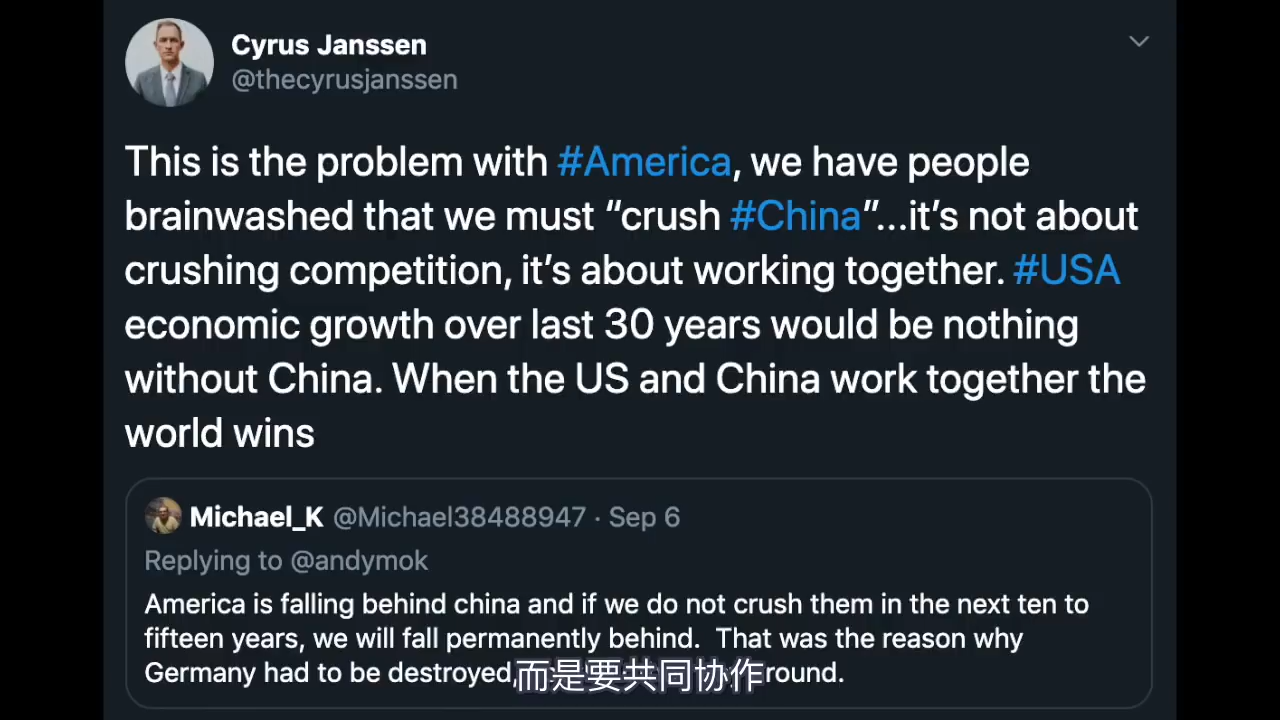 Cyrus Janssen
@thecyrusjanssen
This is the problem with #America, we have people
brainwashed that we must “crush #China”...it’s not about
crushing competition, it’s about working together. #USA
economic growth over last 30 years would be nothing
without China. When the US and China work together the
world wins
Michael_K @Michael38488947 · Sep 6
Replying to @andymok
America is falling behind china and if we do not crush them in the next ten to
fifteen years, we will fall permanently behind.  That was the reason why
Germany had to be destroyed, round.
而是要共同协作